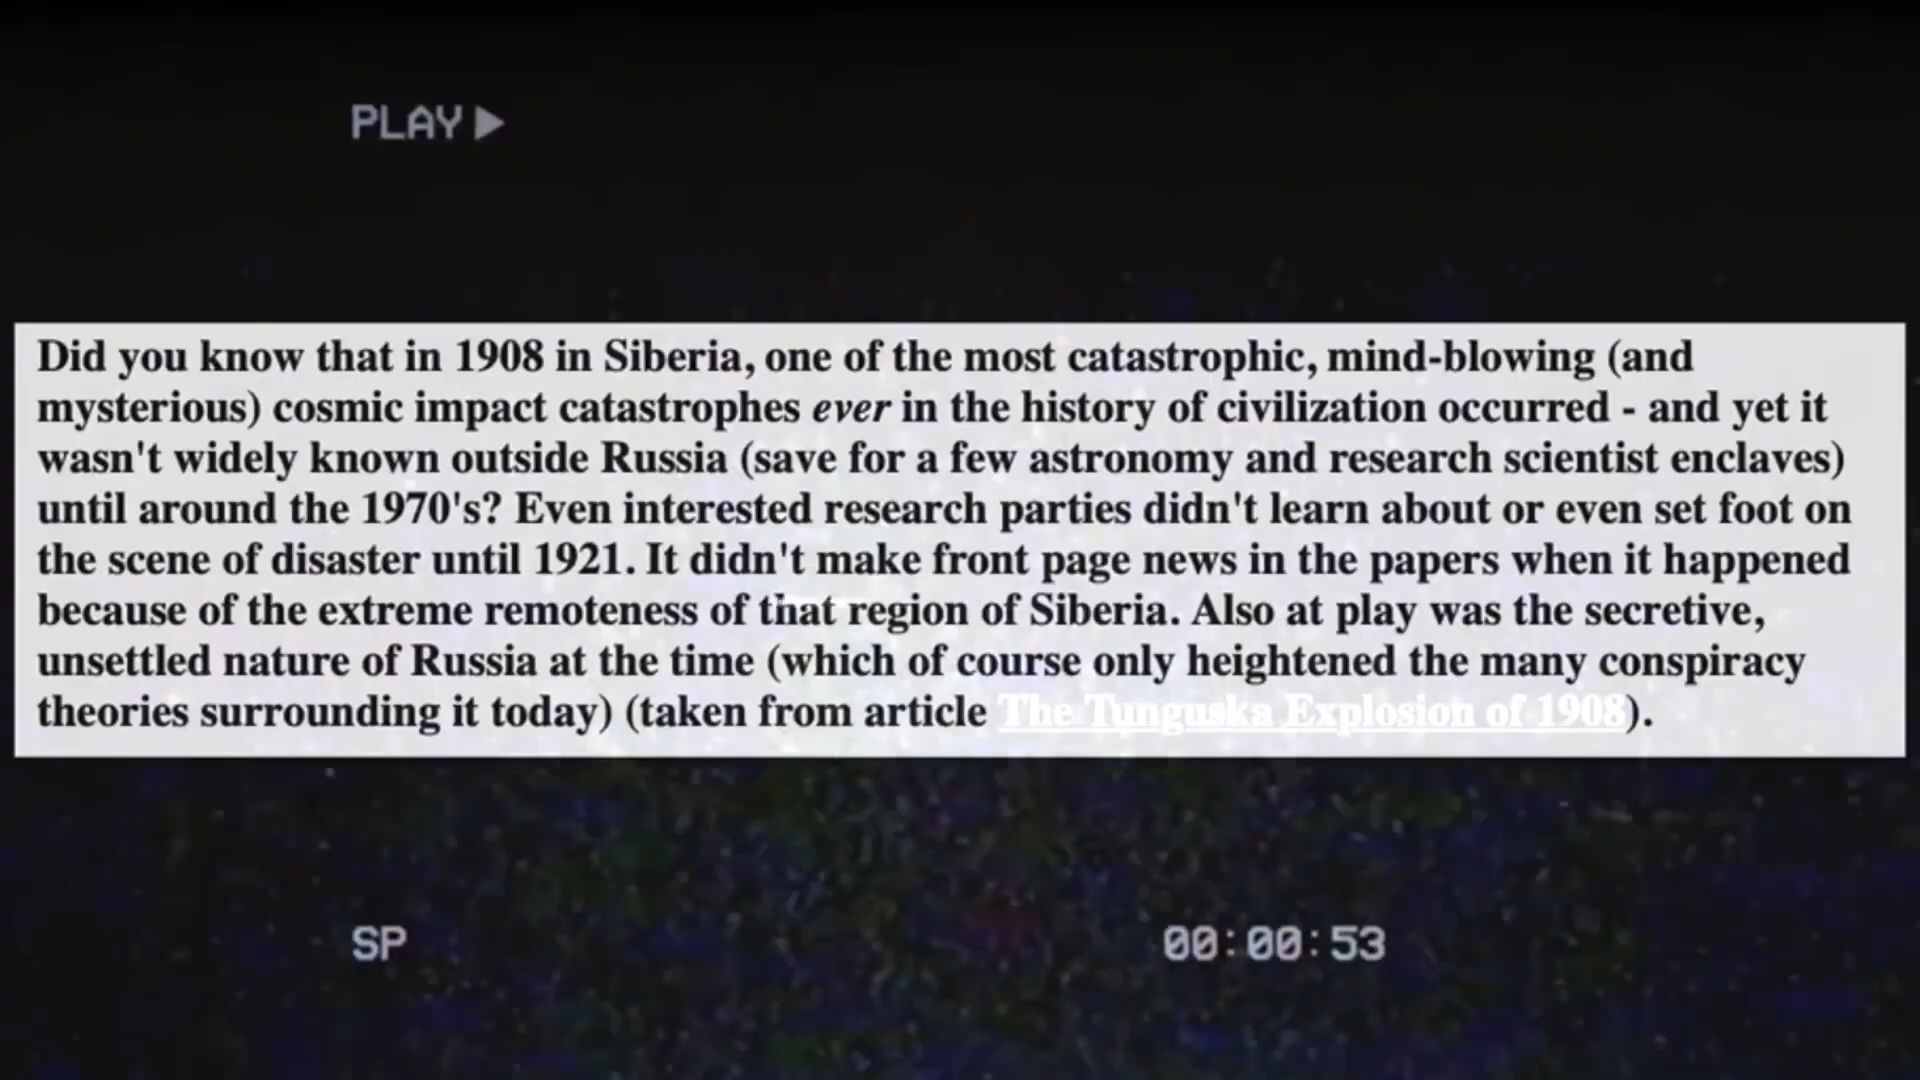 PLAY ▶
Did you know that in 1908 in Siberia, one of the most catastrophic, mind-blowing (and
mysterious) cosmic impact catastrophes ever in the history of civilization occurred - and yet it
wasn't widely known outside Russia (save for a few astronomy and research scientist enclaves)
until around the 1970's? Even interested research parties didn't learn about or even set foot on
the scene of disaster until 1921. It didn't make front page news in the papers when it happened
because of the extreme remoteness of that region of Siberia. Also at play was the secretive,
unsettled nature of Russia at the time (which of course only heightened the many conspiracy
theories surrounding it today) (taken from article The Tunguska Explosion of 1908).
SP 00:00:53